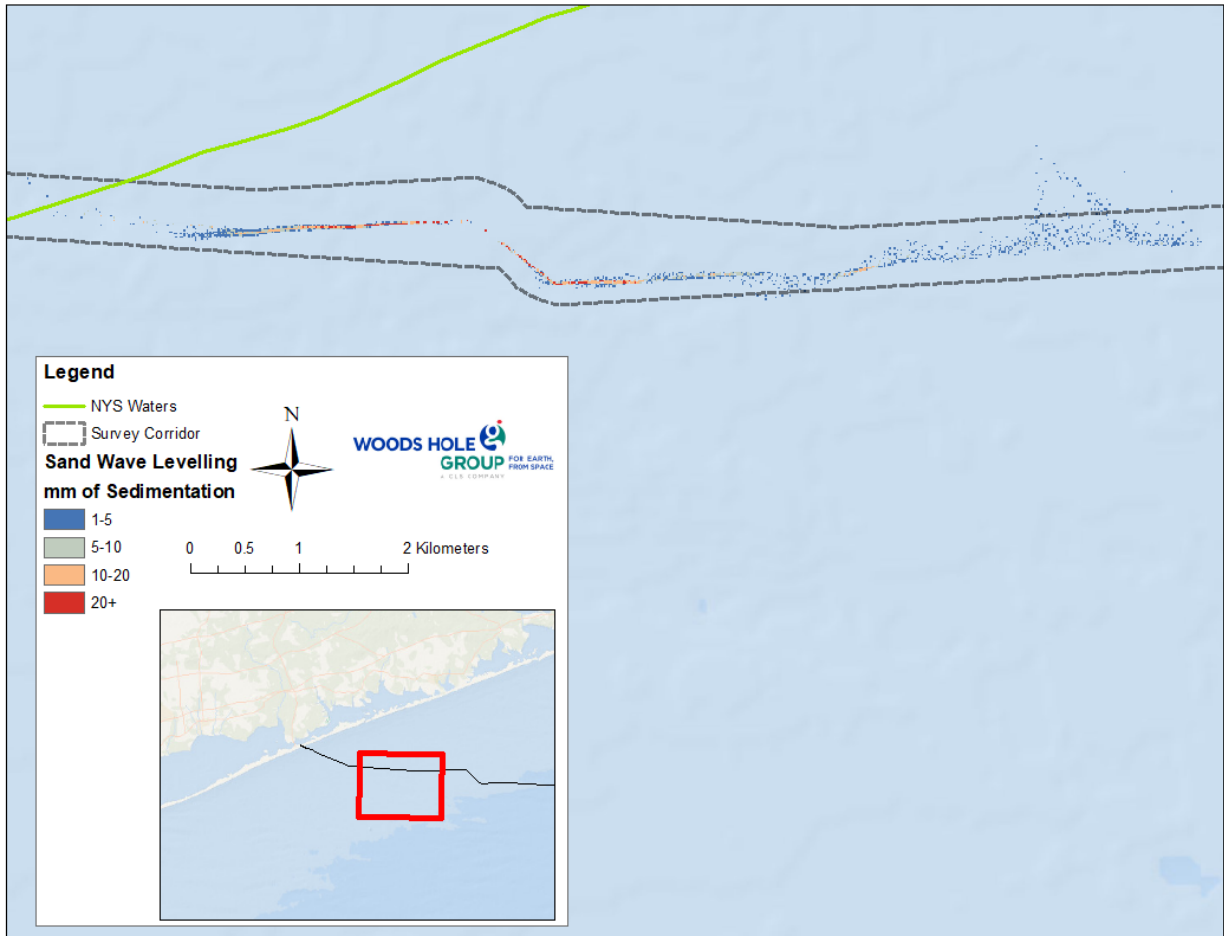 Legend
NYS Waters
Survey Corridor
Sand Wave Levelling
mm of Sedimentation
1-5
5-10
10-20
20+
N
WOODS HOLE
GROUP FOR EARTH, FROM SPACE
A CLS COMPANY
0 0.5 1 2 Kilometers